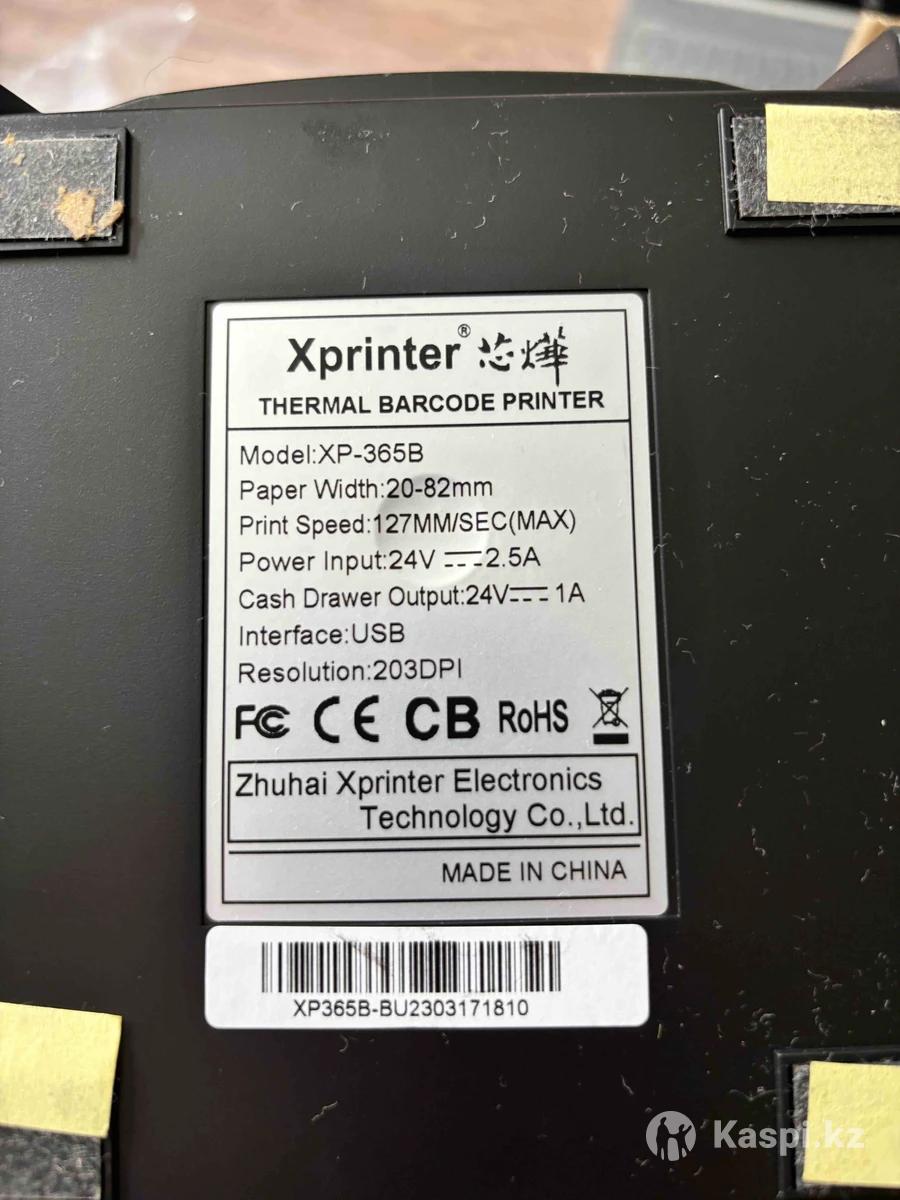 Xprinter® 芯烨
THERMAL BARCODE PRINTER
Model:XP-365B
Paper Width:20-82mm
Print Speed:127MM/SEC(MAX)
Power Input:24V ⎓ 2.5A
Cash Drawer Output:24V ⎓ 1A
Interface:USB
Resolution:203DPI
FC CE CB RoHS
Zhuhai Xprinter Electronics
Technology Co.,Ltd.
MADE IN CHINA
XP365B-BU2303171810
Kaspi.kz